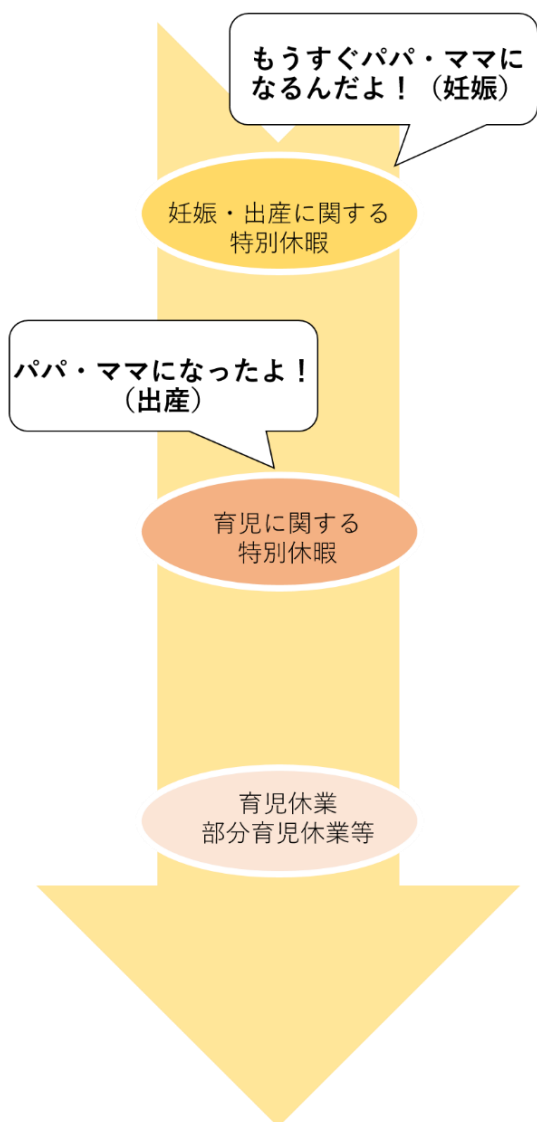 もうすぐパパ・ママに
なるんだよ！（妊娠）
妊娠・出産に関する
特別休暇
パパ・ママになったよ！
（出産）
育児に関する
特別休暇
育児休業
部分育児休業等